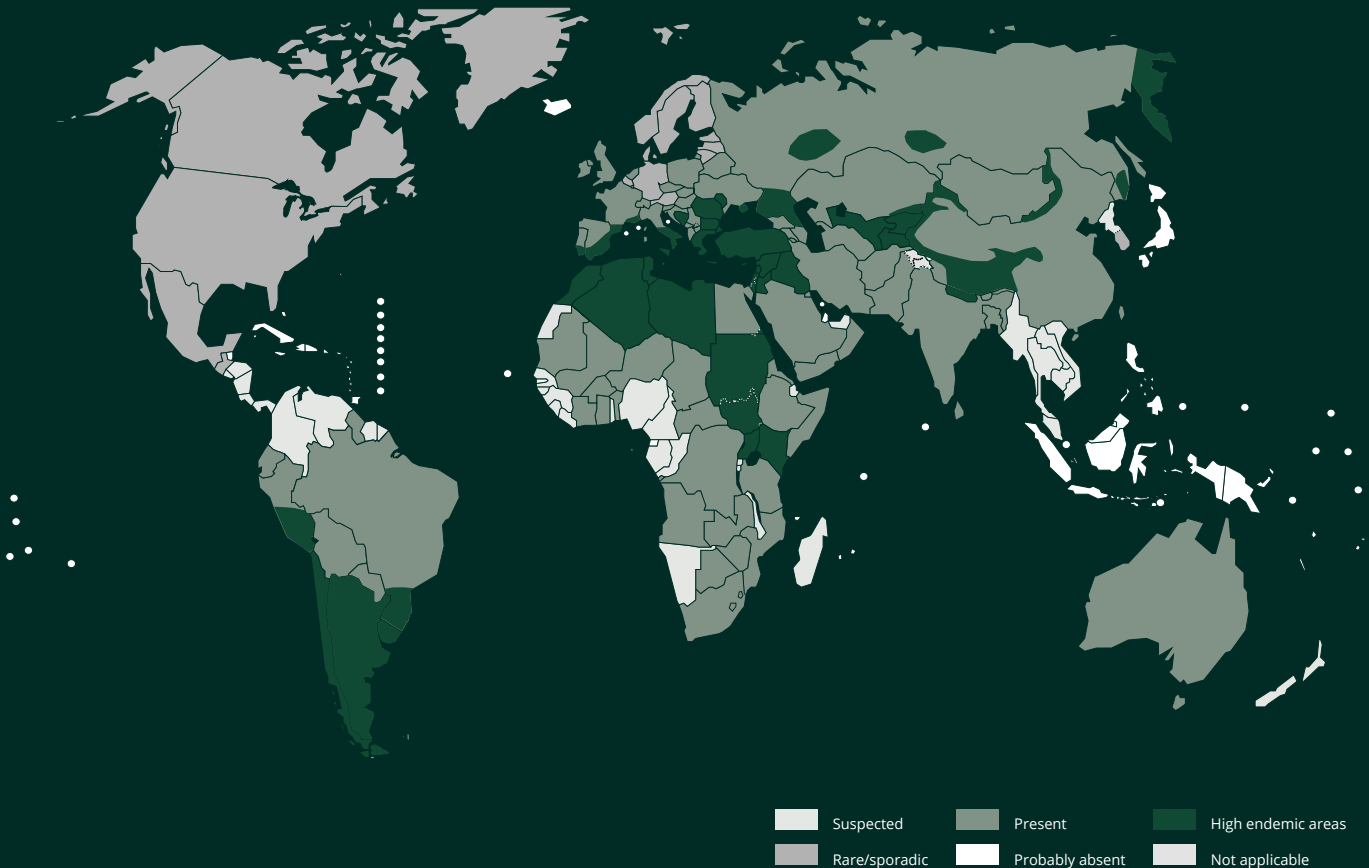 Suspected Present High endemic areas
Rare/sporadic Probably absent Not applicable